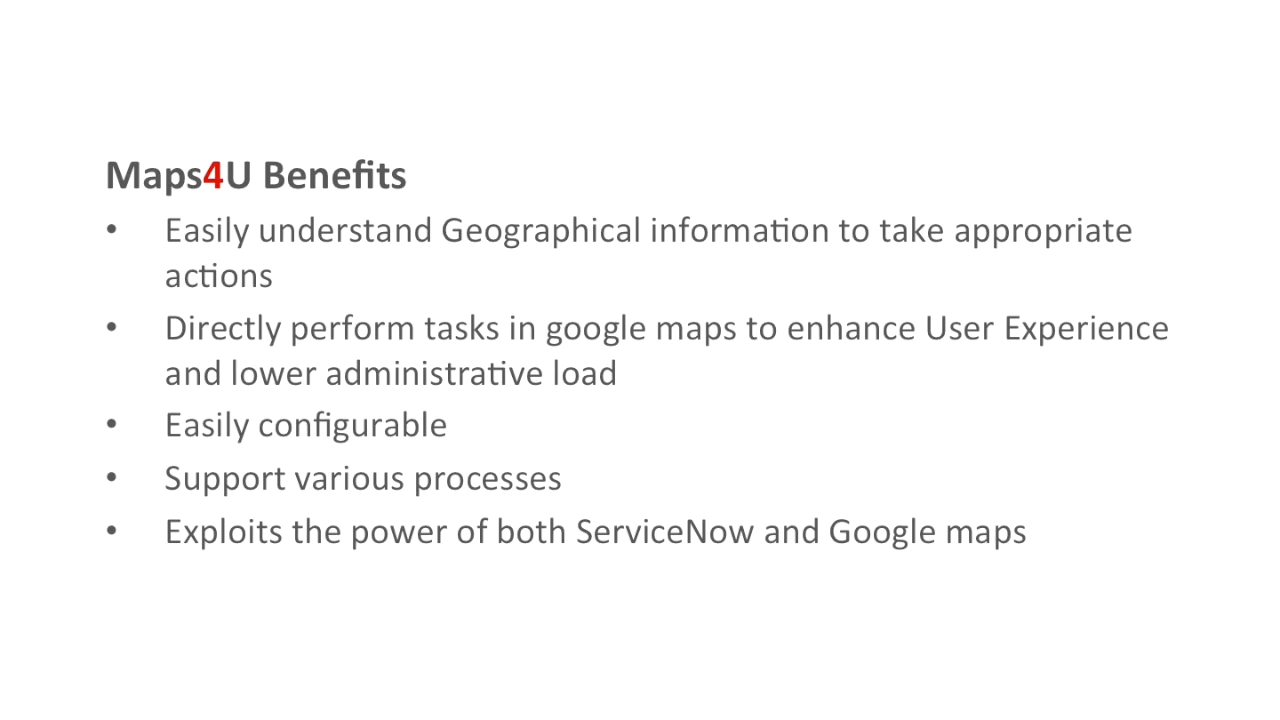 Maps4U Benefits
• Easily understand Geographical information to take appropriate
actions
• Directly perform tasks in google maps to enhance User Experience
and lower administrative load
• Easily configurable
• Support various processes
• Exploits the power of both ServiceNow and Google maps